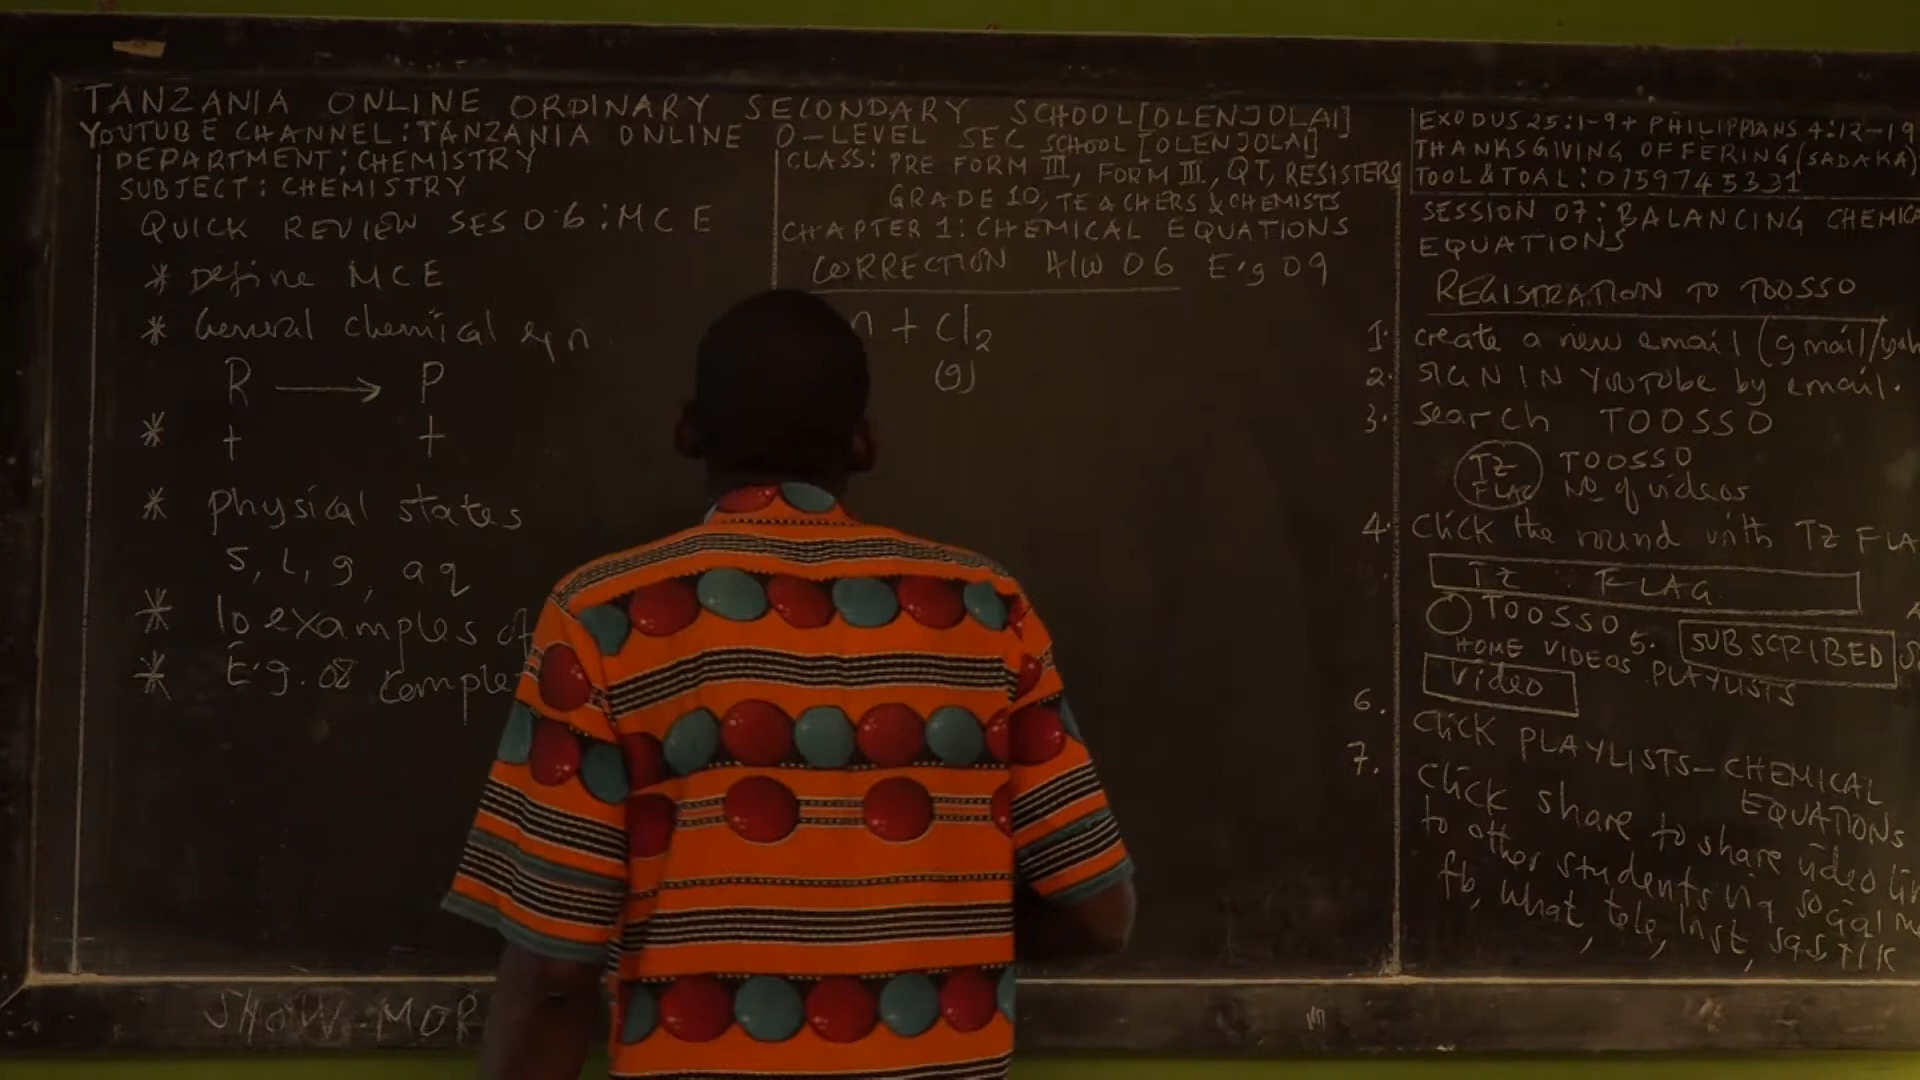 TANZANIA ONLINE ORDINARY SECONDARY SCHOOL [OLENJOLAI]
YOUTUBE CHANNEL: TANZANIA ONLINE O-LEVEL SEC SCHOOL [OLENJOLAI]
DEPARTMENT: CHEMISTRY
SUBJECT: CHEMISTRY
QUICK REVIEW SES 06: MCE
* Define MCE
* General chemical eqn
R → P
* + +
* physical states
s, l, g, aq
* 10 examples of
* E.g. 08
SHOW MOR
CLASS: PRE FORM III, FORM III, QT, RESISTERS
GRADE 10, TEACHERS & CHEMISTS
CHAPTER 1: CHEMICAL EQUATIONS
CORRECTION H/W 06 E.g 09
n + Cl₂
(g)
EXODUS 25:1-9 + PHILIPPIANS 4:12-19
THANKSGIVING OFFERING (SADAKA)
TOOL & TOAL: 0759745331
SESSION 07: BALANCING CHEMICA
EQUATIONS
REGISTRATION TO TOOSSO
1. create a new email (gmail/yah
2. SIGN IN YOUTUBE by email.
3. search TOOSSO
TZ FLAG TOOSSO
No of videos
4. click the round with TZ FLA
TZ FLAG
TOOSSO 5. SUBSCRIBED
HOME VIDEOS PLAYLISTS
Video
6. click PLAYLISTS - CHEMICAL
EQUATIONS
7. click share to share video lin
to other students social
fb, what, tele, Inst,